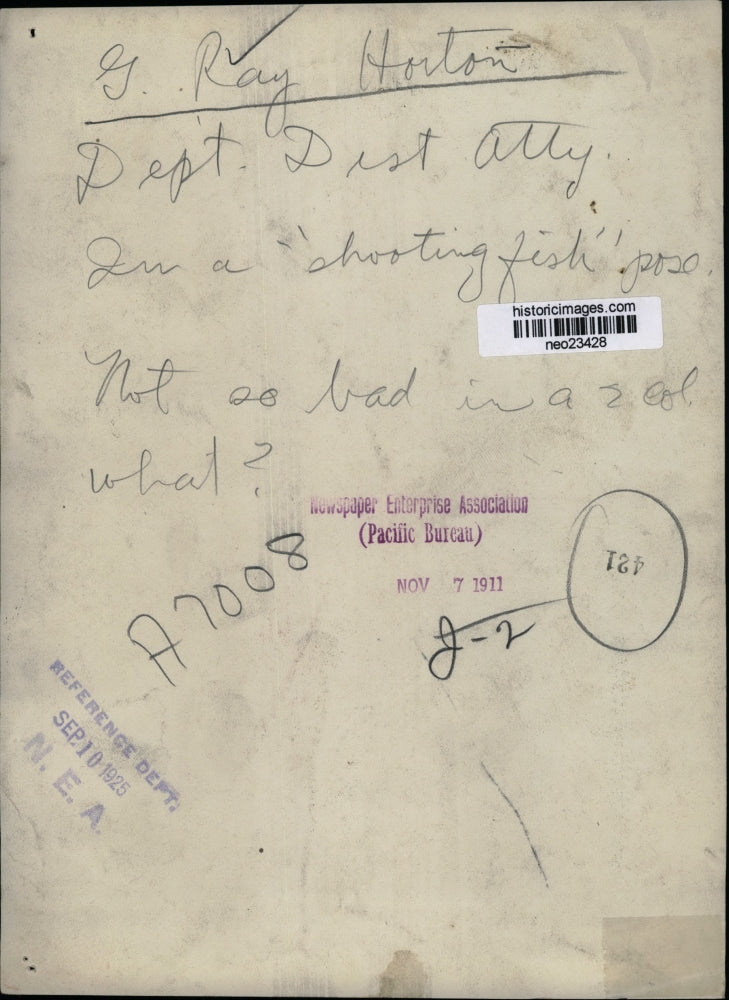 G. Ray Horton
Dept. Dist Atty.
In a "shooting fish" pose.
historicimages.com
neo23428
Not so bad in a 2 col.
what?
Newspaper Enterprise Association
(Pacific Bureau)
NOV 7 1911
421
A7008
J-2
REFERENCE DEPT.
SEP 10 1925
N. E. A.